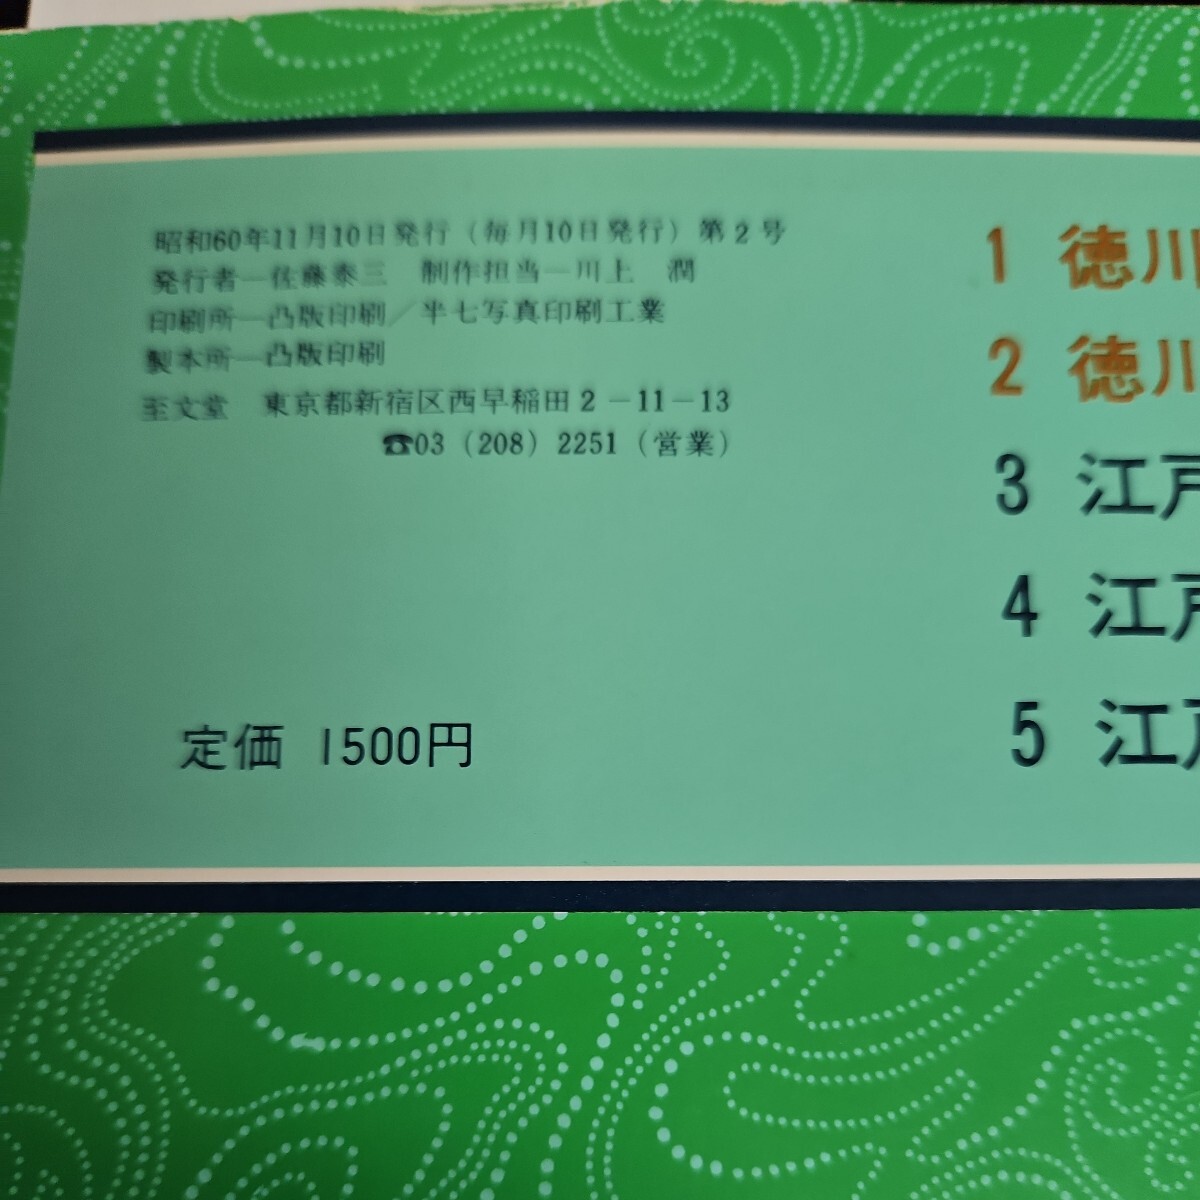 昭和60年11月10日発行（毎月10日発行）第2号
発行者―佐藤泰三　制作担当―川上　潤
印刷所―凸版印刷／半七写真印刷工業
製本所―凸版印刷
至文堂　東京都新宿区西早稲田2－11－13
☎03（208）2251（営業）
定価 1500円
1 徳川
2 徳川
3 江戸
4 江戸
5 江戸